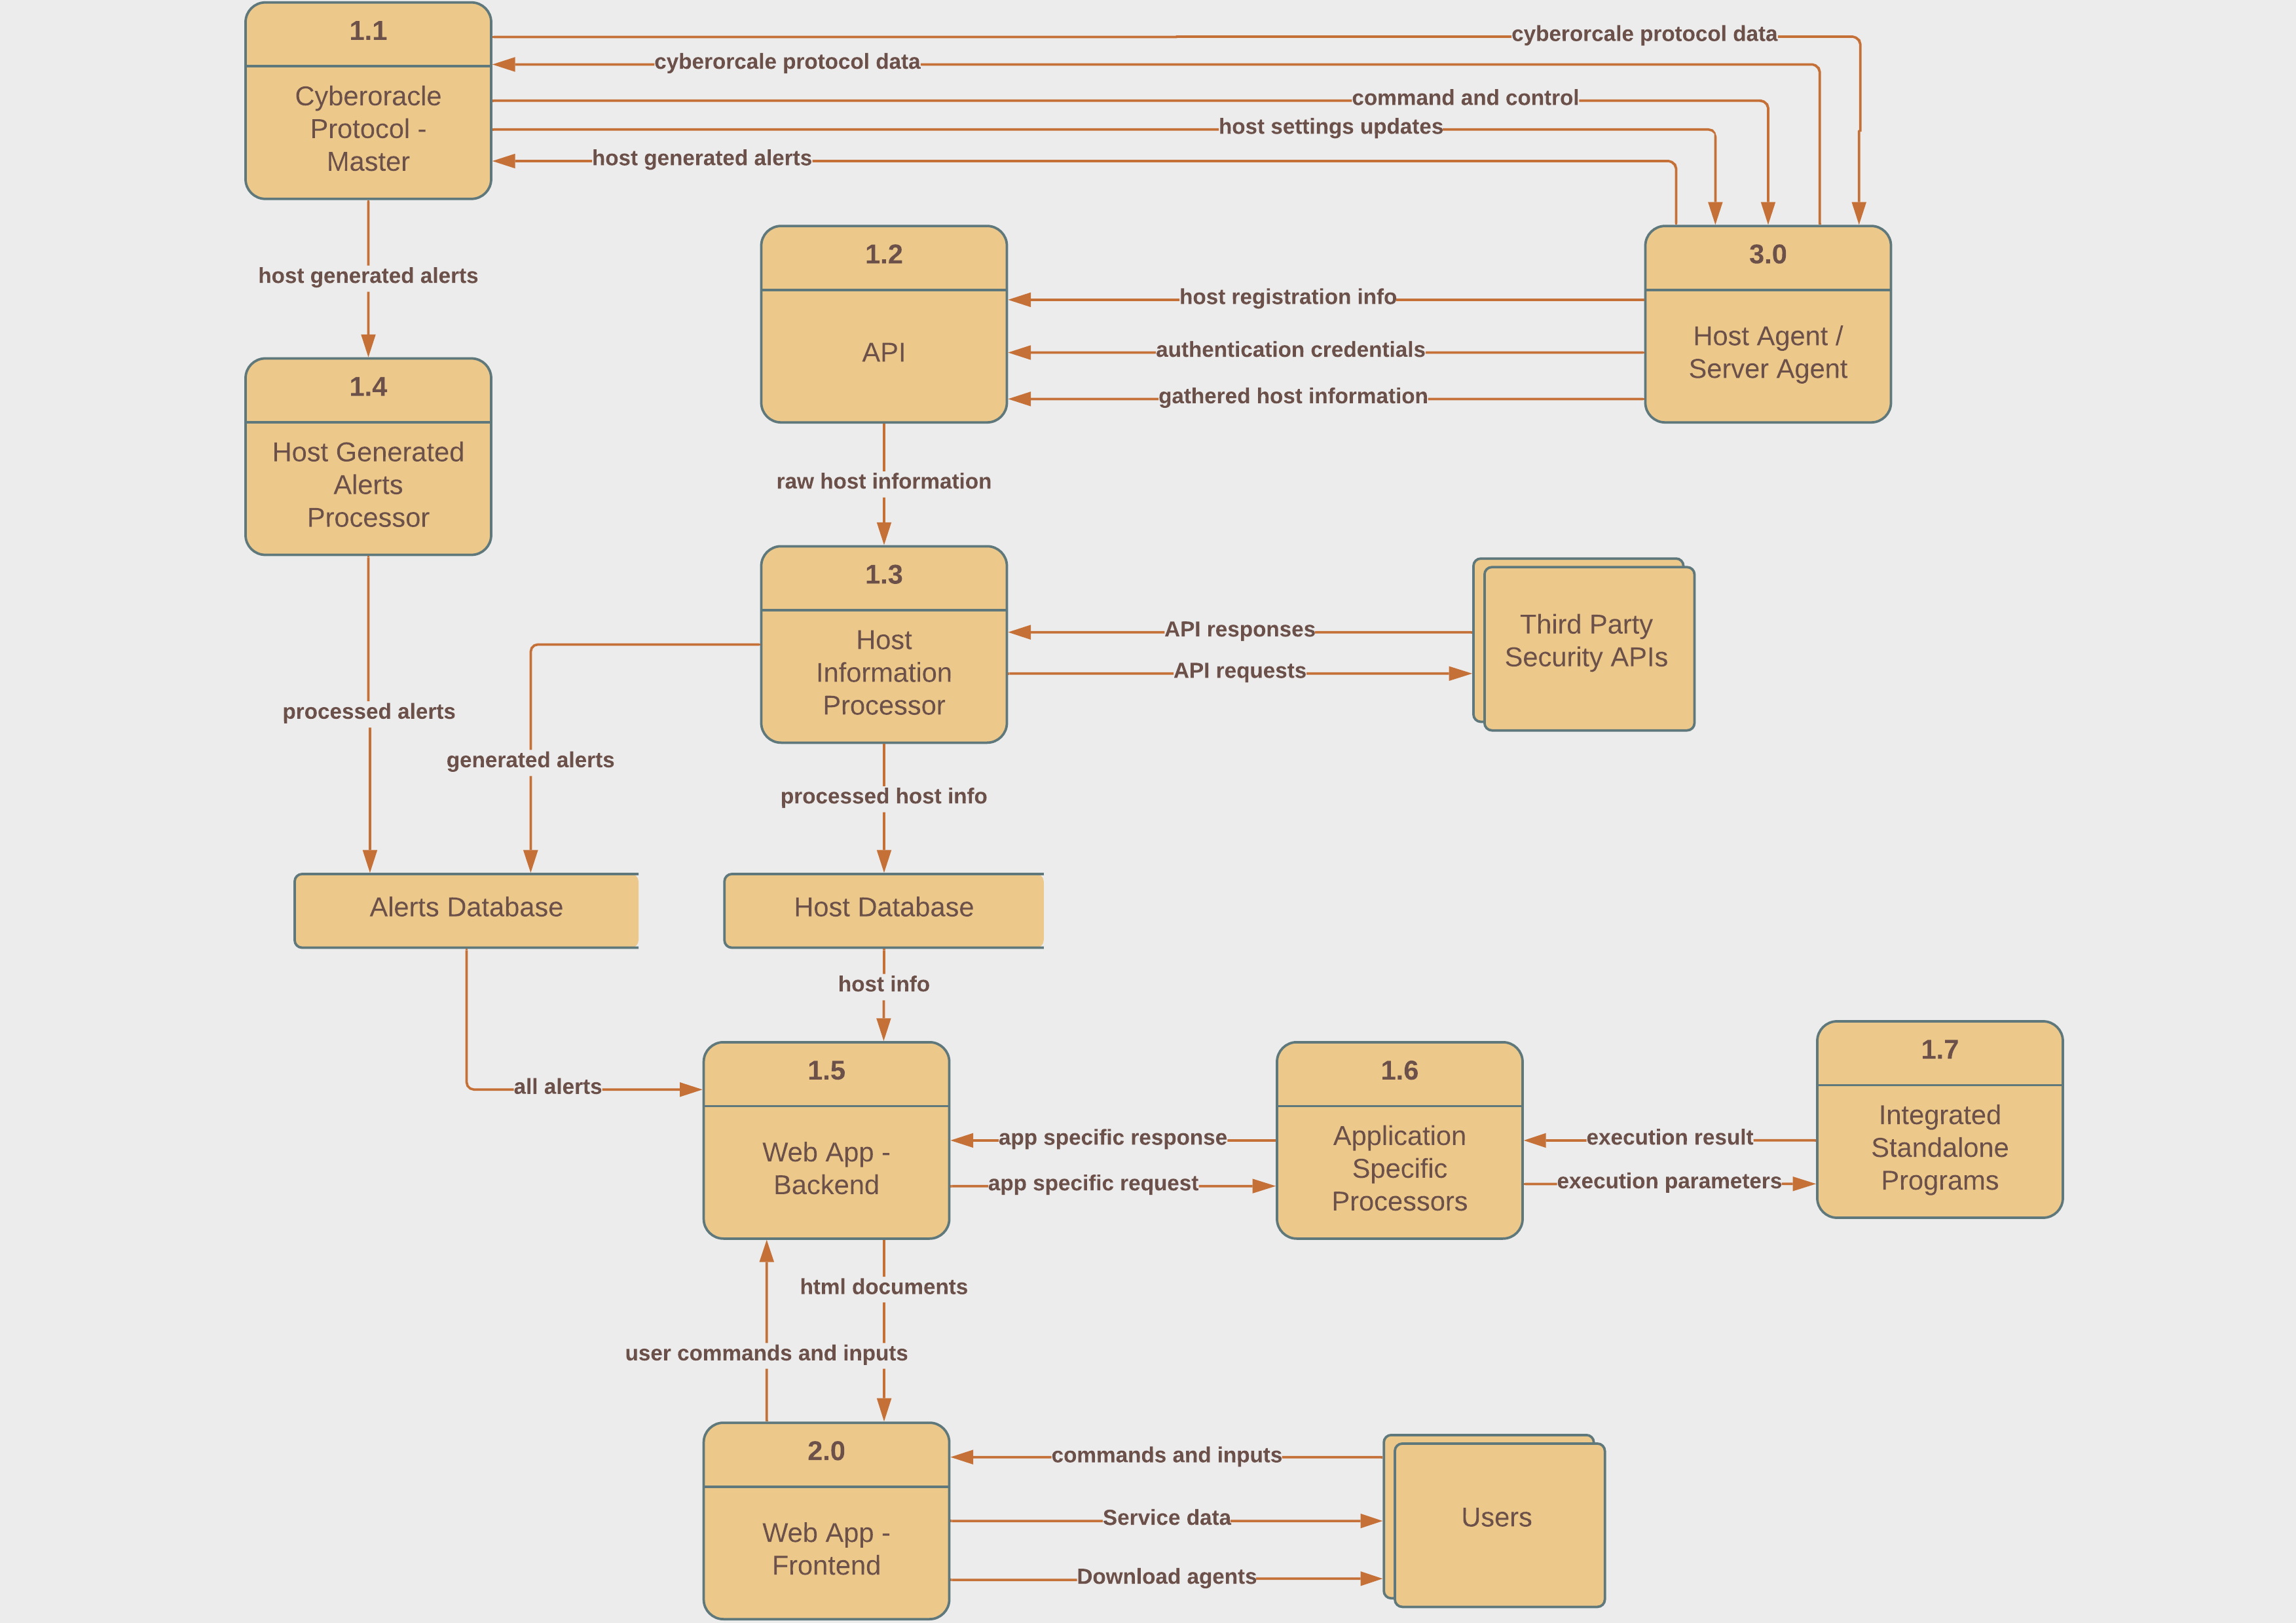 1.1
Cyberoracle
Protocol -
Master
cyberorcale protocol data
cyberorcale protocol data
command and control
host settings updates
host generated alerts
host generated alerts
1.2
API
3.0
Host Agent /
Server Agent
host registration info
authentication credentials
gathered host information
1.4
Host Generated
Alerts
Processor
raw host information
1.3
Host
Information
Processor
API responses
API requests
Third Party
Security APIs
processed alerts
generated alerts
processed host info
Alerts Database
Host Database
host info
all alerts
1.5
Web App -
Backend
app specific response
app specific request
1.6
Application
Specific
Processors
execution result
execution parameters
1.7
Integrated
Standalone
Programs
html documents
user commands and inputs
2.0
Web App -
Frontend
commands and inputs
Service data
Download agents
Users